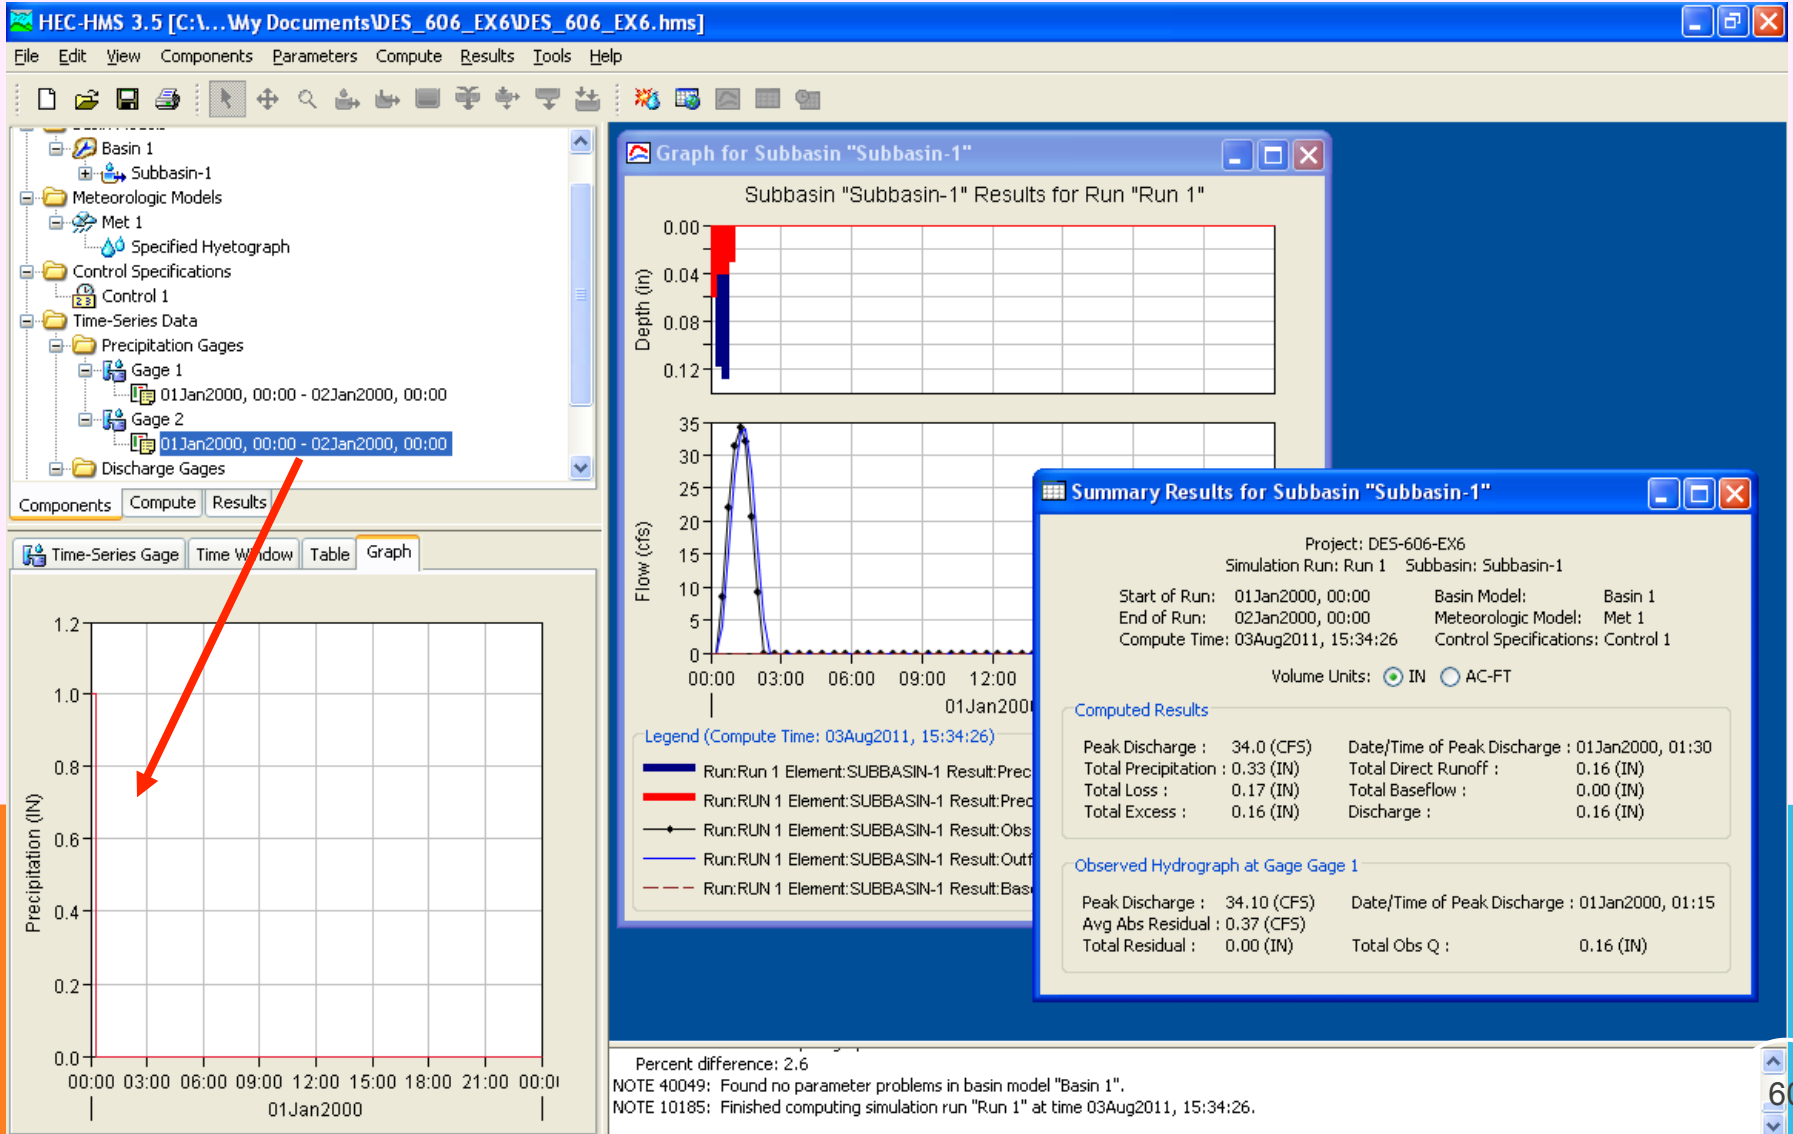 HEC-HMS 3.5 [C:\...\My Documents\DES_606_EX6\DES_606_EX6.hms]
File Edit View Components Parameters Compute Results Tools Help
Basin 1
Subbasin-1
Meteorologic Models
Met 1
Specified Hyetograph
Control Specifications
Control 1
Time-Series Data
Precipitation Gages
Gage 1
01Jan2000, 00:00 - 02Jan2000, 00:00
Gage 2
01Jan2000, 00:00 - 02Jan2000, 00:00
Discharge Gages
Components Compute Results
Time-Series Gage Time Window Table Graph
1.2
1.0
0.8
0.6
0.4
0.2
0.0
Precipitation (IN)
00:00 03:00 06:00 09:00 12:00 15:00 18:00 21:00 00:0
01Jan2000
Graph for Subbasin "Subbasin-1"
Subbasin "Subbasin-1" Results for Run "Run 1"
0.00
0.04
0.08
0.12
Depth (in)
35
30
25
20
15
10
5
0
Flow (cfs)
00:00 03:00 06:00 09:00 12:00
01Jan200
Legend (Compute Time: 03Aug2011, 15:34:26)
Run:Run 1 Element:SUBBASIN-1 Result:Prec
Run:RUN 1 Element:SUBBASIN-1 Result:Prec
Run:RUN 1 Element:SUBBASIN-1 Result:Obs
Run:RUN 1 Element:SUBBASIN-1 Result:Outf
Run:RUN 1 Element:SUBBASIN-1 Result:Bas
Summary Results for Subbasin "Subbasin-1"
Project: DES-606-EX6
Simulation Run: Run 1 Subbasin: Subbasin-1
Start of Run: 01Jan2000, 00:00 Basin Model: Basin 1
End of Run: 02Jan2000, 00:00 Meteorologic Model: Met 1
Compute Time: 03Aug2011, 15:34:26 Control Specifications: Control 1
Volume Units: IN AC-FT
Computed Results
Peak Discharge : 34.0 (CFS) Date/Time of Peak Discharge : 01Jan2000, 01:30
Total Precipitation : 0.33 (IN) Total Direct Runoff : 0.16 (IN)
Total Loss : 0.17 (IN) Total Baseflow : 0.00 (IN)
Total Excess : 0.16 (IN) Discharge : 0.16 (IN)
Observed Hydrograph at Gage Gage 1
Peak Discharge : 34.10 (CFS) Date/Time of Peak Discharge : 01Jan2000, 01:15
Avg Abs Residual : 0.37 (CFS)
Total Residual : 0.00 (IN) Total Obs Q : 0.16 (IN)
Percent difference: 2.6
NOTE 40049: Found no parameter problems in basin model "Basin 1".
NOTE 10185: Finished computing simulation run "Run 1" at time 03Aug2011, 15:34:26.